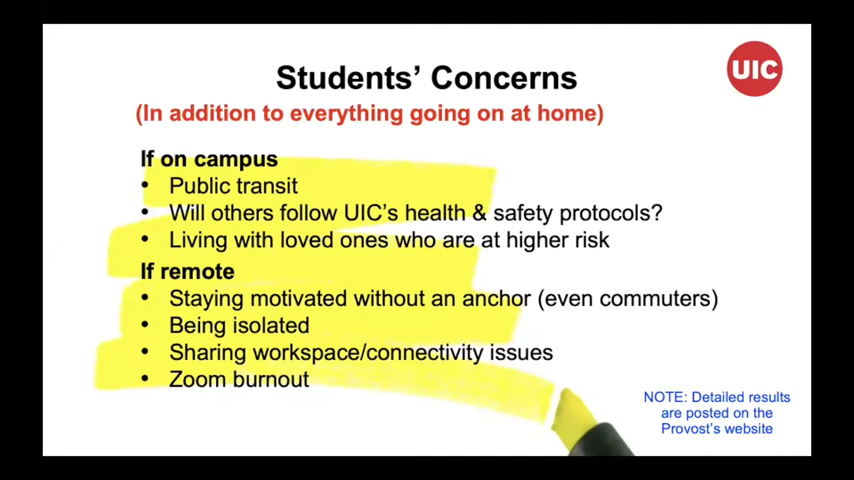 UIC
Students' Concerns
(In addition to everything going on at home)
If on campus
• Public transit
• Will others follow UIC's health & safety protocols?
• Living with loved ones who are at higher risk
If remote
• Staying motivated without an anchor (even commuters)
• Being isolated
• Sharing workspace/connectivity issues
• Zoom burnout
NOTE: Detailed results
are posted on the
Provost's website